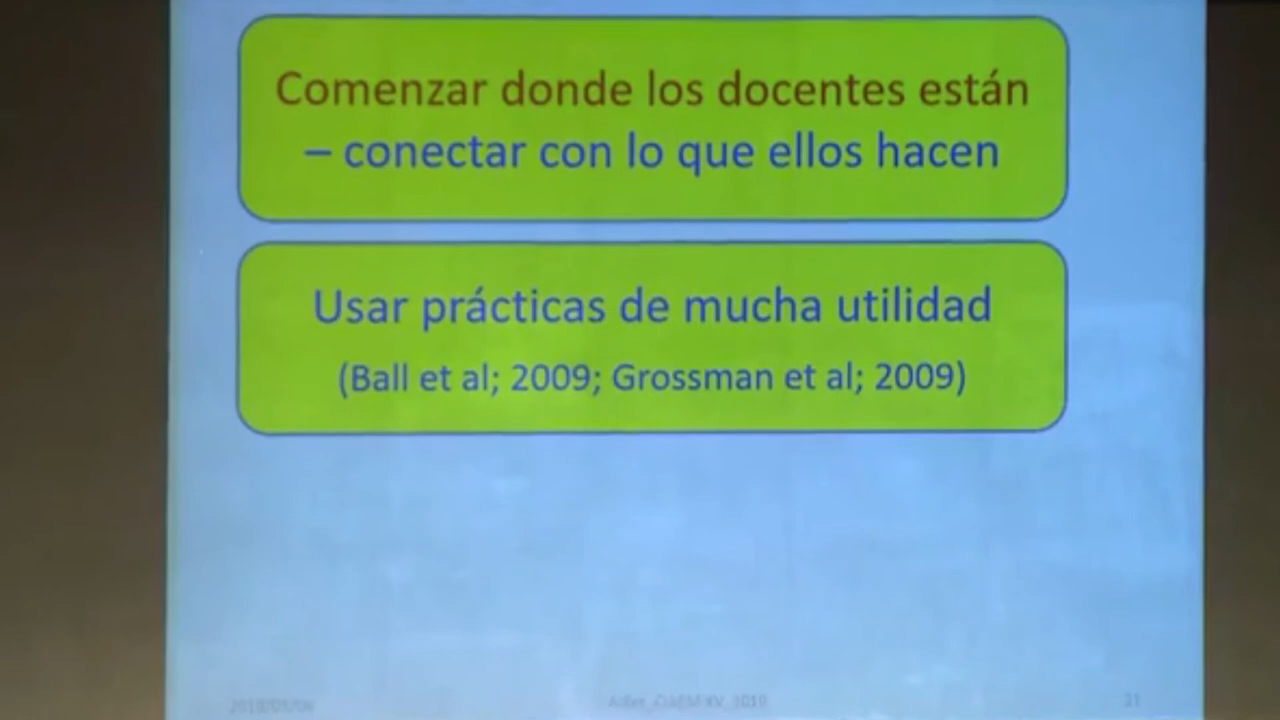 Comenzar donde los docentes están
– conectar con lo que ellos hacen
Usar prácticas de mucha utilidad
(Ball et al; 2009; Grossman et al; 2009)
21